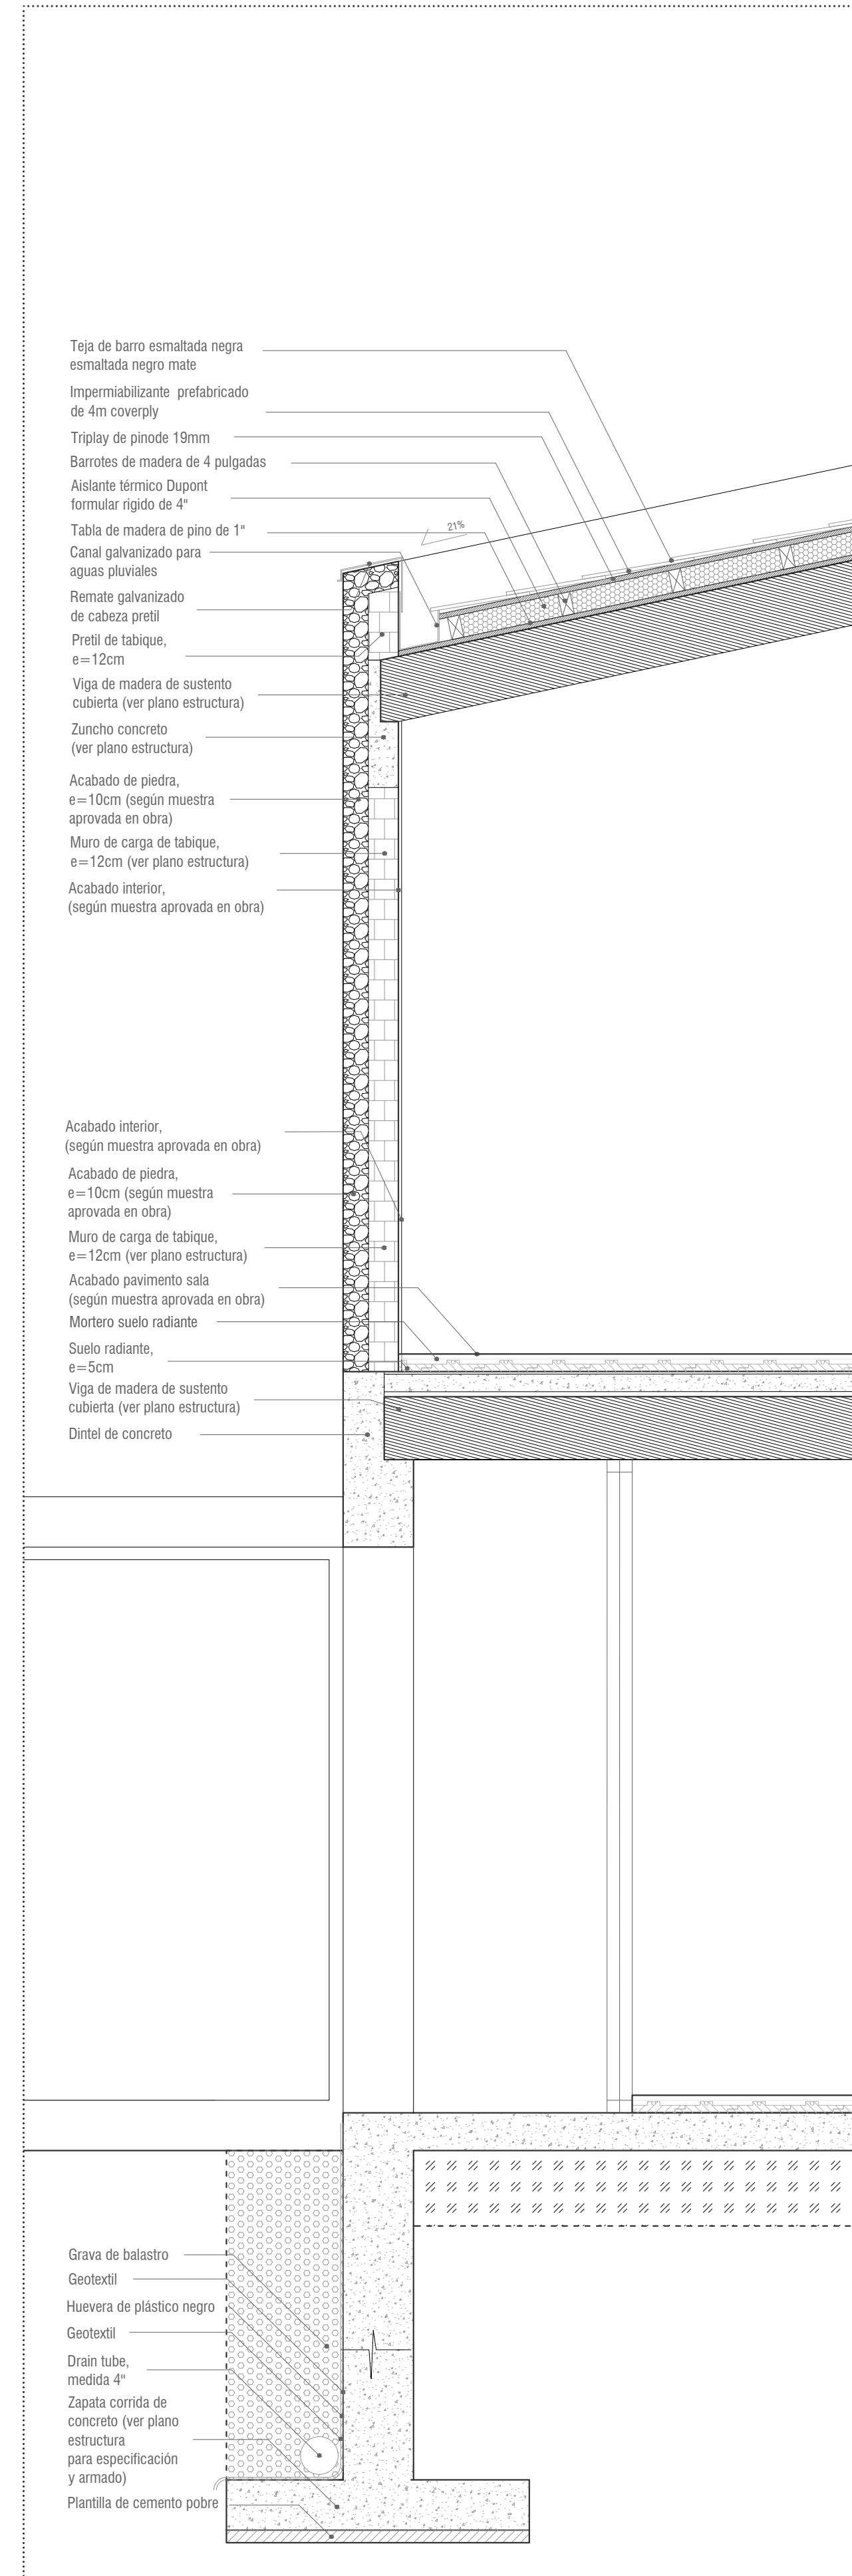 Teja de barro esmaltada negra
esmaltada negro mate
Impermiabilizante prefabricado
de 4m coverply
Triplay de pinode 19mm
Barrotes de madera de 4 pulgadas
Aislante térmico Dupont
formular rigido de 4"
Tabla de madera de pino de 1"
21%
Canal galvanizado para
aguas pluviales
Remate galvanizado
de cabeza pretil
Pretil de tabique,
e=12cm
Viga de madera de sustento
cubierta (ver plano estructura)
Zuncho concreto
(ver plano estructura)
Acabado de piedra,
e=10cm (según muestra
aprovada en obra)
Muro de carga de tabique,
e=12cm (ver plano estructura)
Acabado interior,
(según muestra aprovada en obra)
Acabado interior,
(según muestra aprovada en obra)
Acabado de piedra,
e=10cm (según muestra
aprovada en obra)
Muro de carga de tabique,
e=12cm (ver plano estructura)
Acabado pavimento sala
(según muestra aprovada en obra)
Mortero suelo radiante
Suelo radiante,
e=5cm
Viga de madera de sustento
cubierta (ver plano estructura)
Dintel de concreto
Grava de balastro
Geotextil
Huevera de plástico negro
Geotextil
Drain tube,
medida 4"
Zapata corrida de
concreto (ver plano
estructura
para especificación
y armado)
Plantilla de cemento pobre